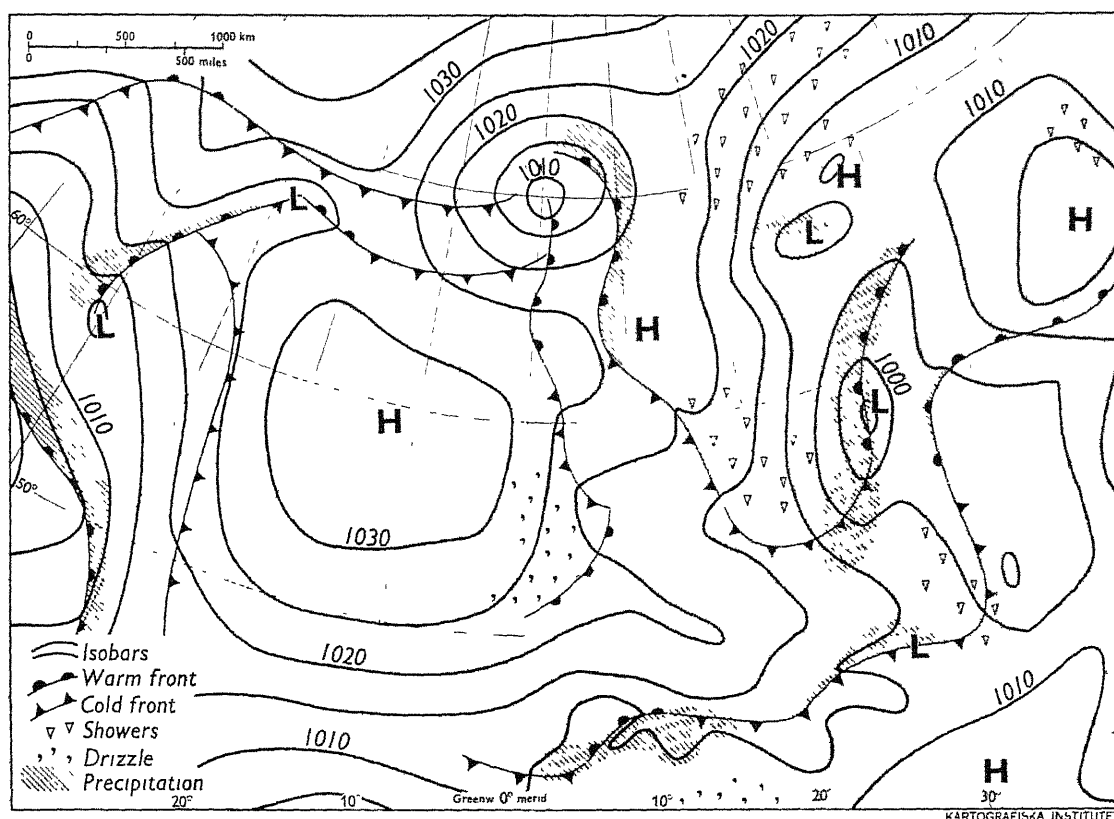 0 500 1000 km
0 500 miles
1030
1020
1020
1010
1010
1010
H
L
L
H
60°
L
H
1010
H
1000
L
50°
1030
L
Isobars
Warm front
Cold front
Showers
Drizzle
Precipitation
1020
1010
1010
H
20°
10°
Greenw 0° merid
10°
20°
30°
KARTOGRAFISKA INSTITUTE